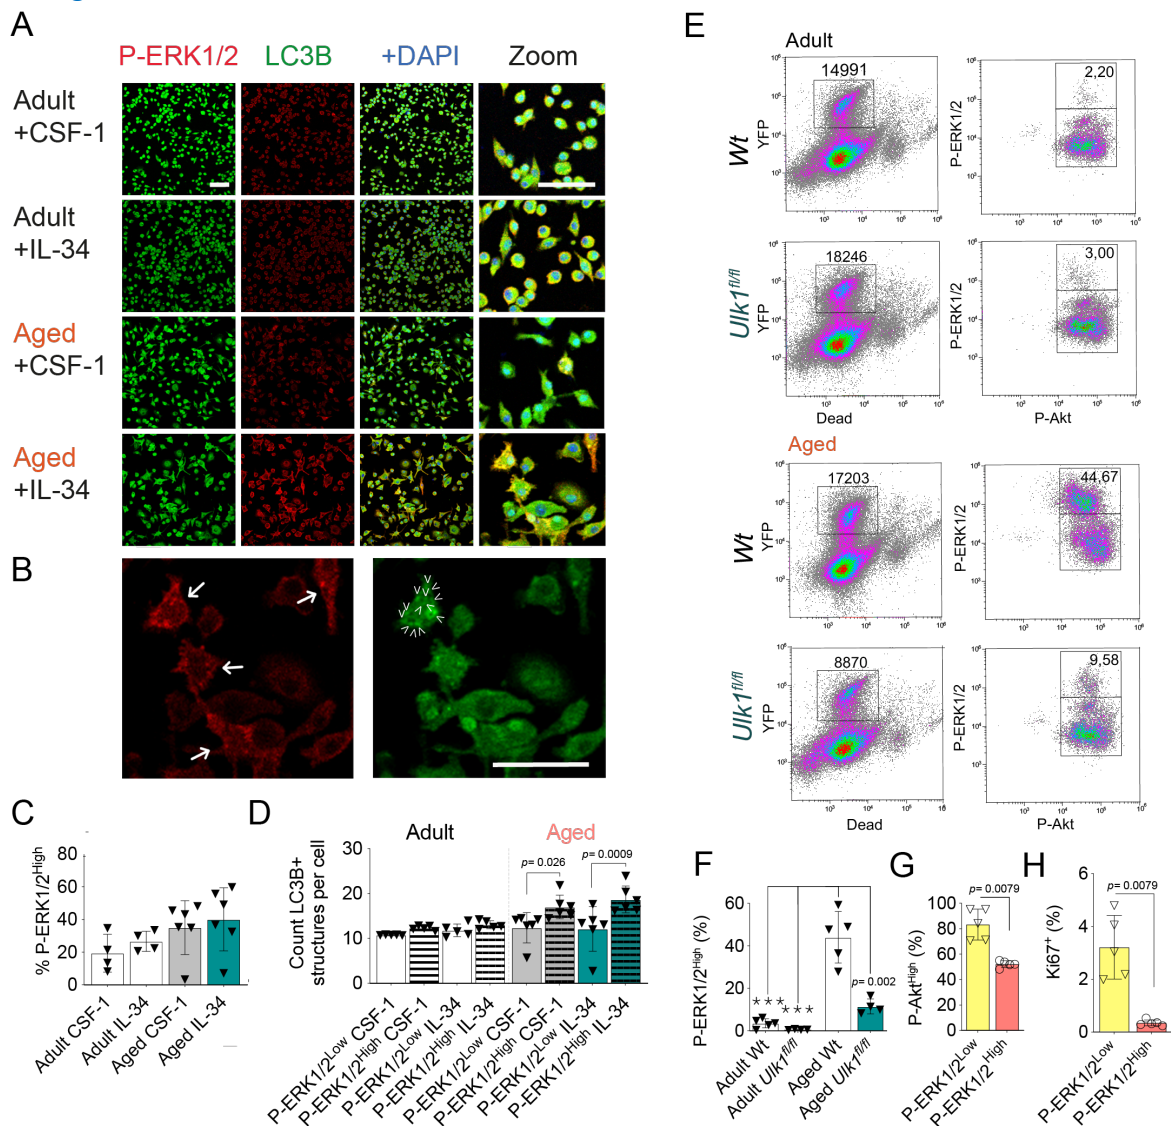 A
P-ERK1/2 LC3B +DAPI Zoom
Adult
+CSF-1
Adult
+IL-34
Aged
+CSF-1
Aged
+IL-34
B
C
% P-ERK1/2High
80
60
40
20
0
Adult CSF-1
Adult IL-34
Aged CSF-1
Aged IL-34
D
Adult Aged
Count LC3B+
structures per cell
30
20
10
0
p= 0.026
p= 0.0009
P-ERK1/2Low CSF-1
P-ERK1/2High CSF-1
P-ERK1/2Low IL-34
P-ERK1/2High IL-34
P-ERK1/2Low CSF-1
P-ERK1/2High CSF-1
P-ERK1/2Low IL-34
P-ERK1/2High IL-34
E
Adult
Wt
YFP
14991
P-ERK1/2
2,20
Ulk1fl/fl
YFP
18246
P-ERK1/2
3,00
Dead P-Akt
Aged
Wt
YFP
17203
P-ERK1/2
44,67
Ulk1fl/fl
YFP
8870
P-ERK1/2
9,58
Dead P-Akt
F
P-ERK1/2High (%)
60
40
20
0
* * *
* * *
p= 0.002
Adult Wt
Adult Ulk1fl/fl
Aged Wt
Aged Ulk1fl/fl
G
p= 0.0079
P-AktHigh (%)
100
80
60
40
20
0
P-ERK1/2Low
P-ERK1/2High
H
p= 0.0079
Ki67+ (%)
6
4
2
0
P-ERK1/2Low
P-ERK1/2High